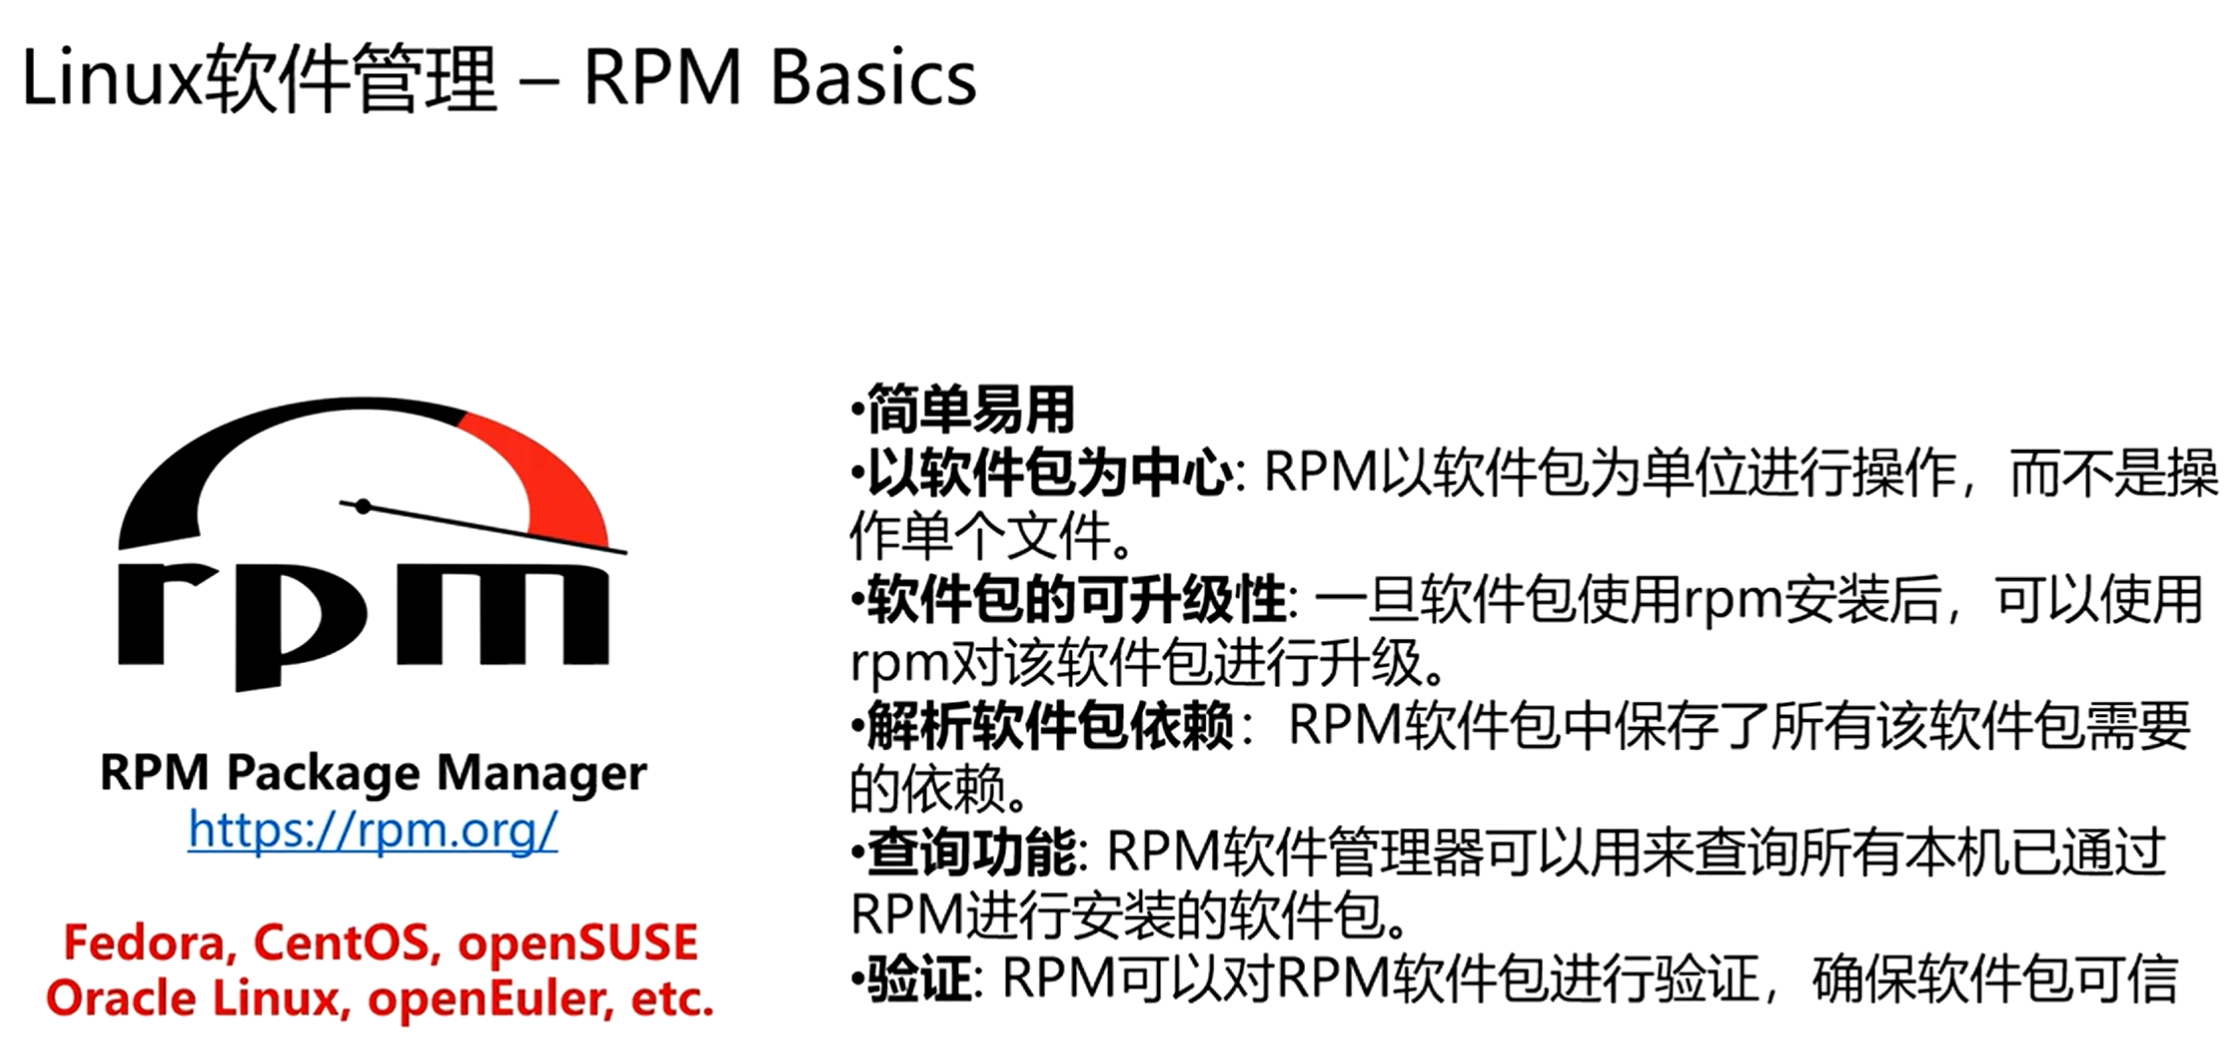 Linux软件管理 – RPM Basics
rpm
RPM Package Manager
https://rpm.org/
Fedora, CentOS, openSUSE
Oracle Linux, openEuler, etc.
•简单易用
•以软件包为中心: RPM以软件包为单位进行操作，而不是操
作单个文件。
•软件包的可升级性: 一旦软件包使用rpm安装后，可以使用
rpm对该软件包进行升级。
•解析软件包依赖：RPM软件包中保存了所有该软件包需要
的依赖。
•查询功能: RPM软件管理器可以用来查询所有本机已通过
RPM进行安装的软件包。
•验证: RPM可以对RPM软件包进行验证，确保软件包可信